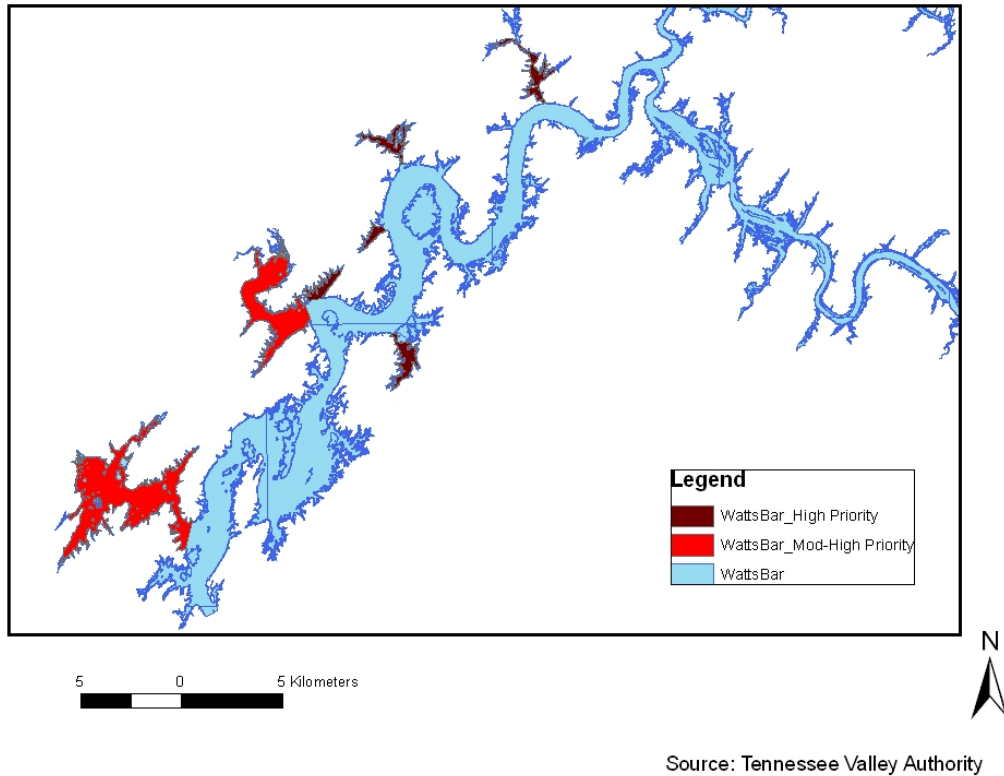 Legend
WattsBar_High Priority
WattsBar_Mod-High Priority
WattsBar
N
5 0 5 Kilometers
Source: Tennessee Valley Authority